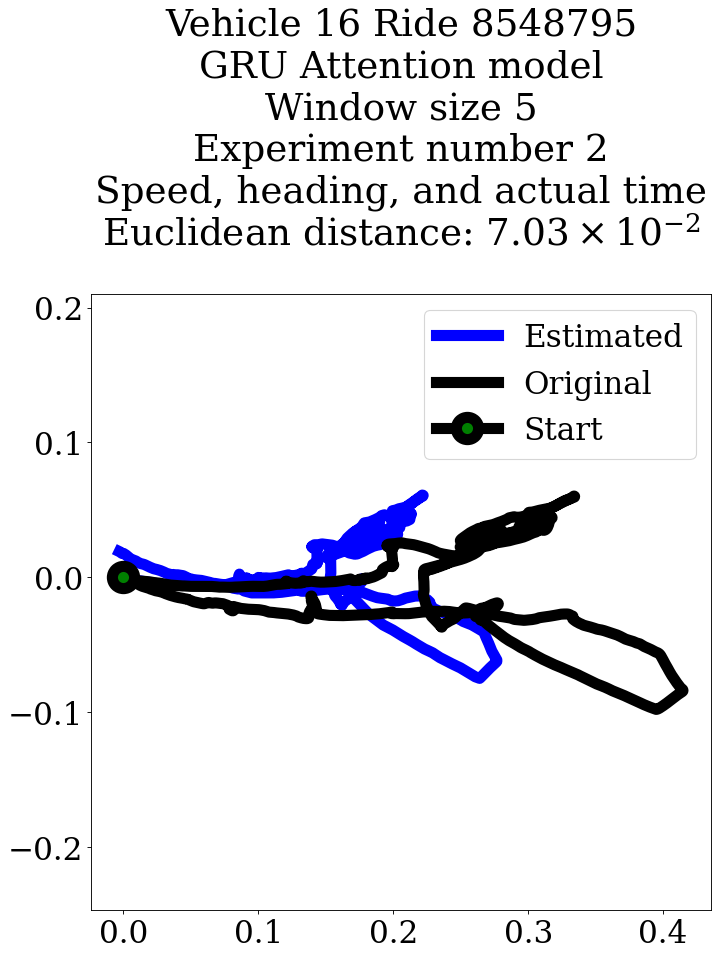 Vehicle 16 Ride 8548795
GRU Attention model
Window size 5
Experiment number 2
Speed, heading, and actual time
Euclidean distance: 7.03 × 10⁻²
0.2
Estimated
Original
Start
0.1
0.0
−0.1
−0.2
0.0 0.1 0.2 0.3 0.4